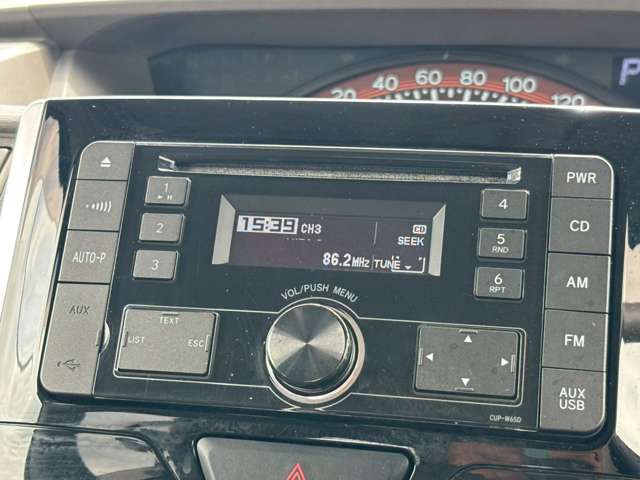 20 40 60 80 100 120
P
PWR
CD
AM
FM
AUX
USB
AUTO-P
AUX
1
2
3
4
5
RND
6
RPT
15:39 CH3
CD
SEEK
86.2MHz TUNE
VOL/PUSH MENU
TEXT
LIST
ESC
CUP-W65D